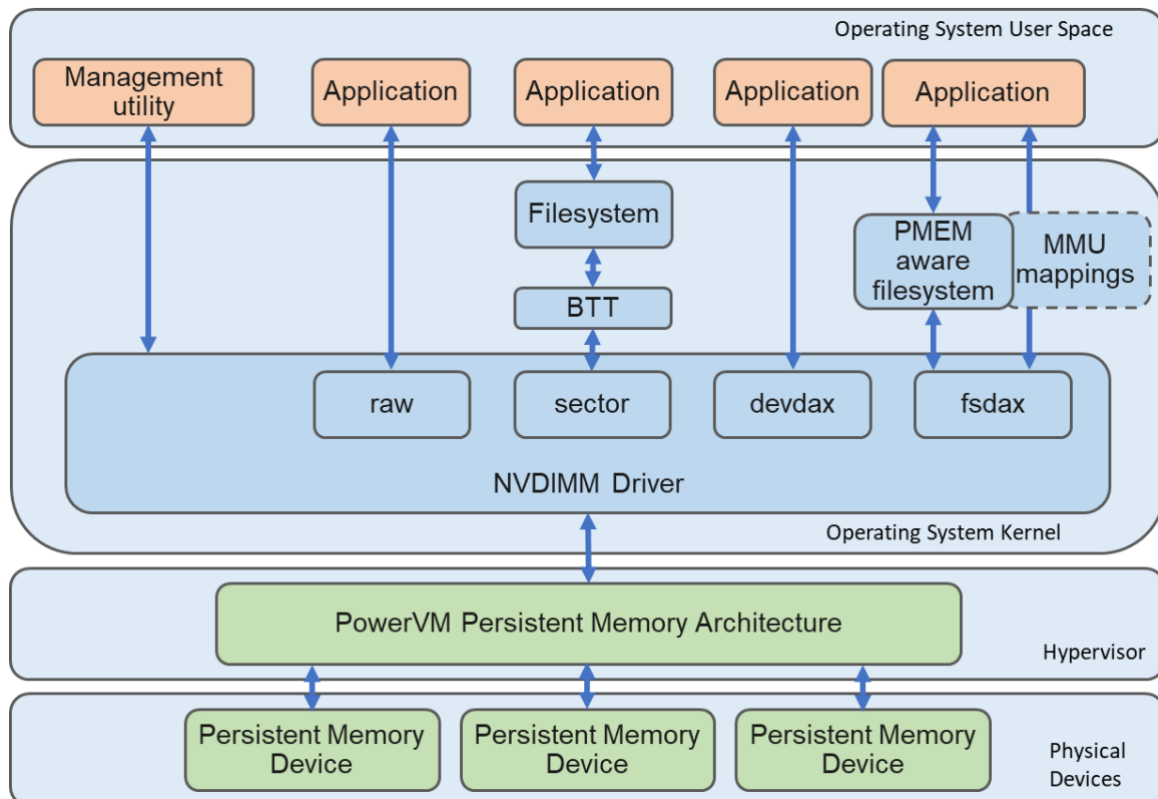 Operating System User Space
Management
utility
Application
Application
Application
Application
Filesystem
PMEM
aware
filesystem
MMU
mappings
BTT
raw
sector
devdax
fsdax
NVDIMM Driver
Operating System Kernel
PowerVM Persistent Memory Architecture
Hypervisor
Persistent Memory
Device
Persistent Memory
Device
Persistent Memory
Device
Physical
Devices